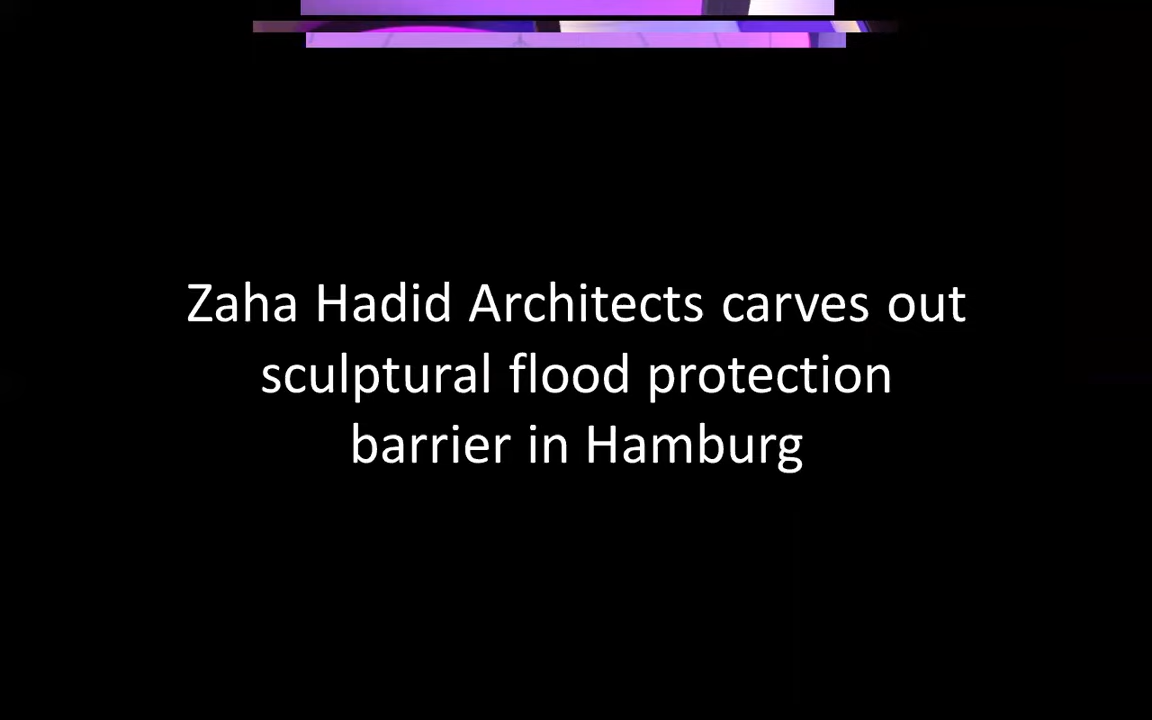 Zaha Hadid Architects carves out
sculptural flood protection
barrier in Hamburg